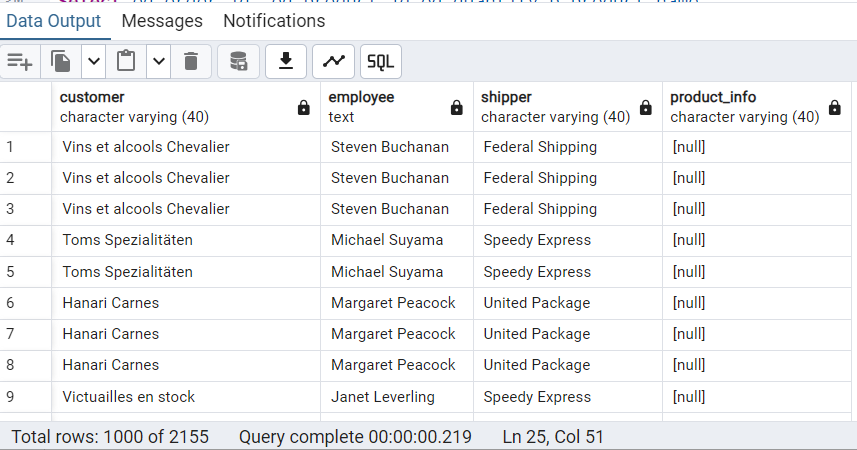 Data Output Messages Notifications
SQL
customer employee shipper product_info
character varying (40) text character varying (40) character varying (40)
1 Vins et alcools Chevalier Steven Buchanan Federal Shipping [null]
2 Vins et alcools Chevalier Steven Buchanan Federal Shipping [null]
3 Vins et alcools Chevalier Steven Buchanan Federal Shipping [null]
4 Toms Spezialitäten Michael Suyama Speedy Express [null]
5 Toms Spezialitäten Michael Suyama Speedy Express [null]
6 Hanari Carnes Margaret Peacock United Package [null]
7 Hanari Carnes Margaret Peacock United Package [null]
8 Hanari Carnes Margaret Peacock United Package [null]
9 Victuailles en stock Janet Leverling Speedy Express [null]
Total rows: 1000 of 2155 Query complete 00:00:00.219 Ln 25, Col 51